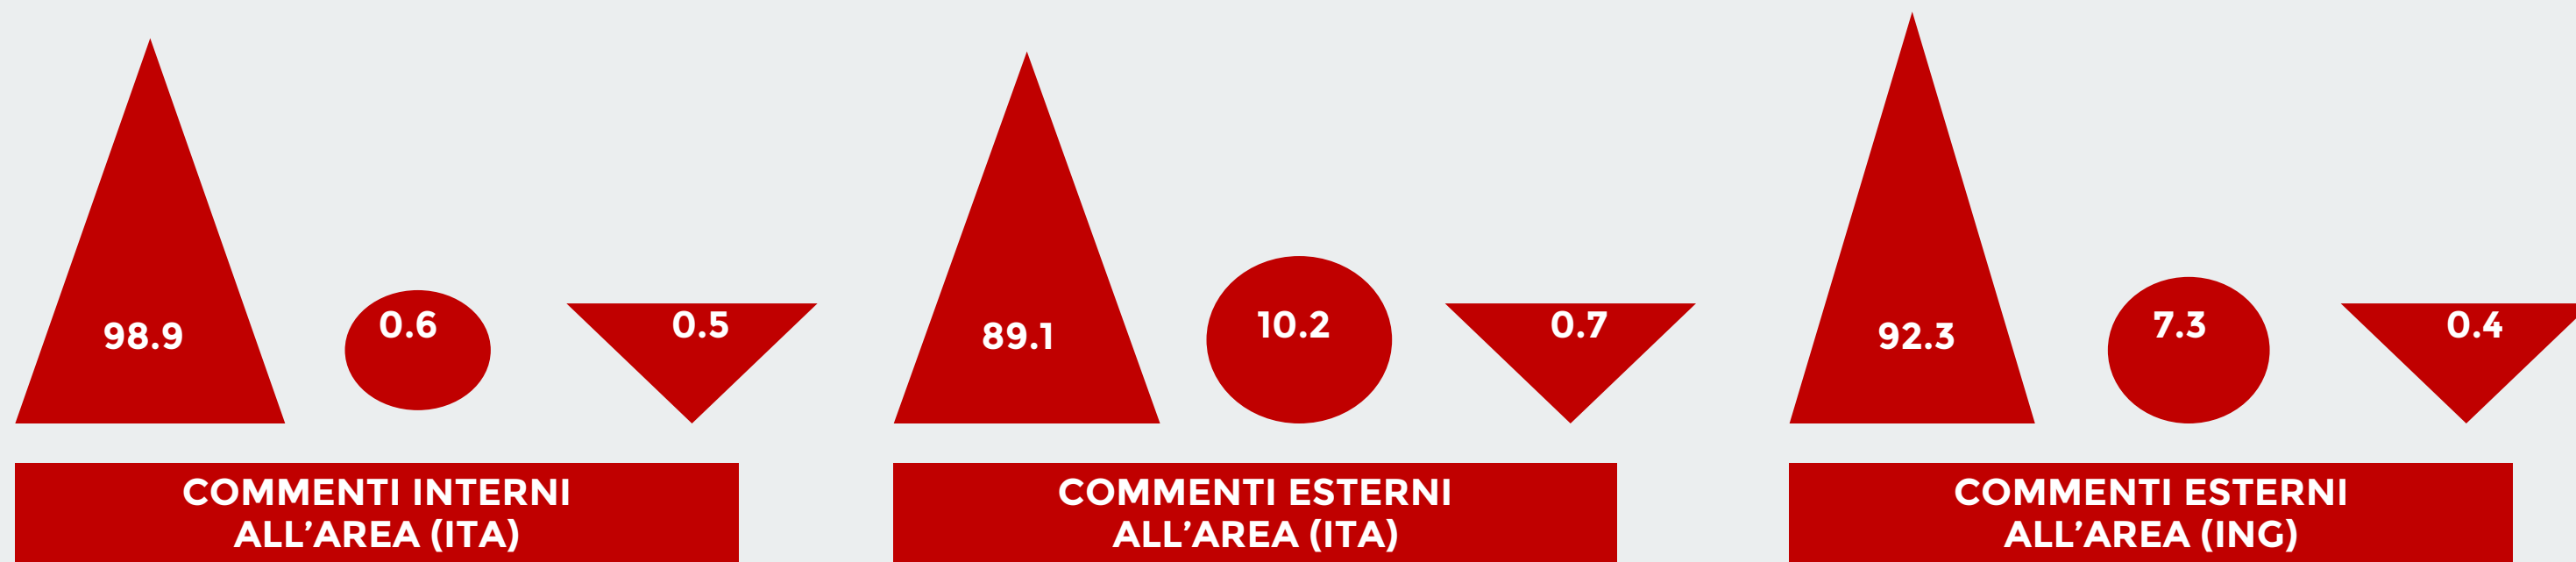 98.9
0.6
0.5
COMMENTI INTERNI
ALL’AREA (ITA)
89.1
10.2
0.7
COMMENTI ESTERNI
ALL’AREA (ITA)
92.3
7.3
0.4
COMMENTI ESTERNI
ALL’AREA (ING)